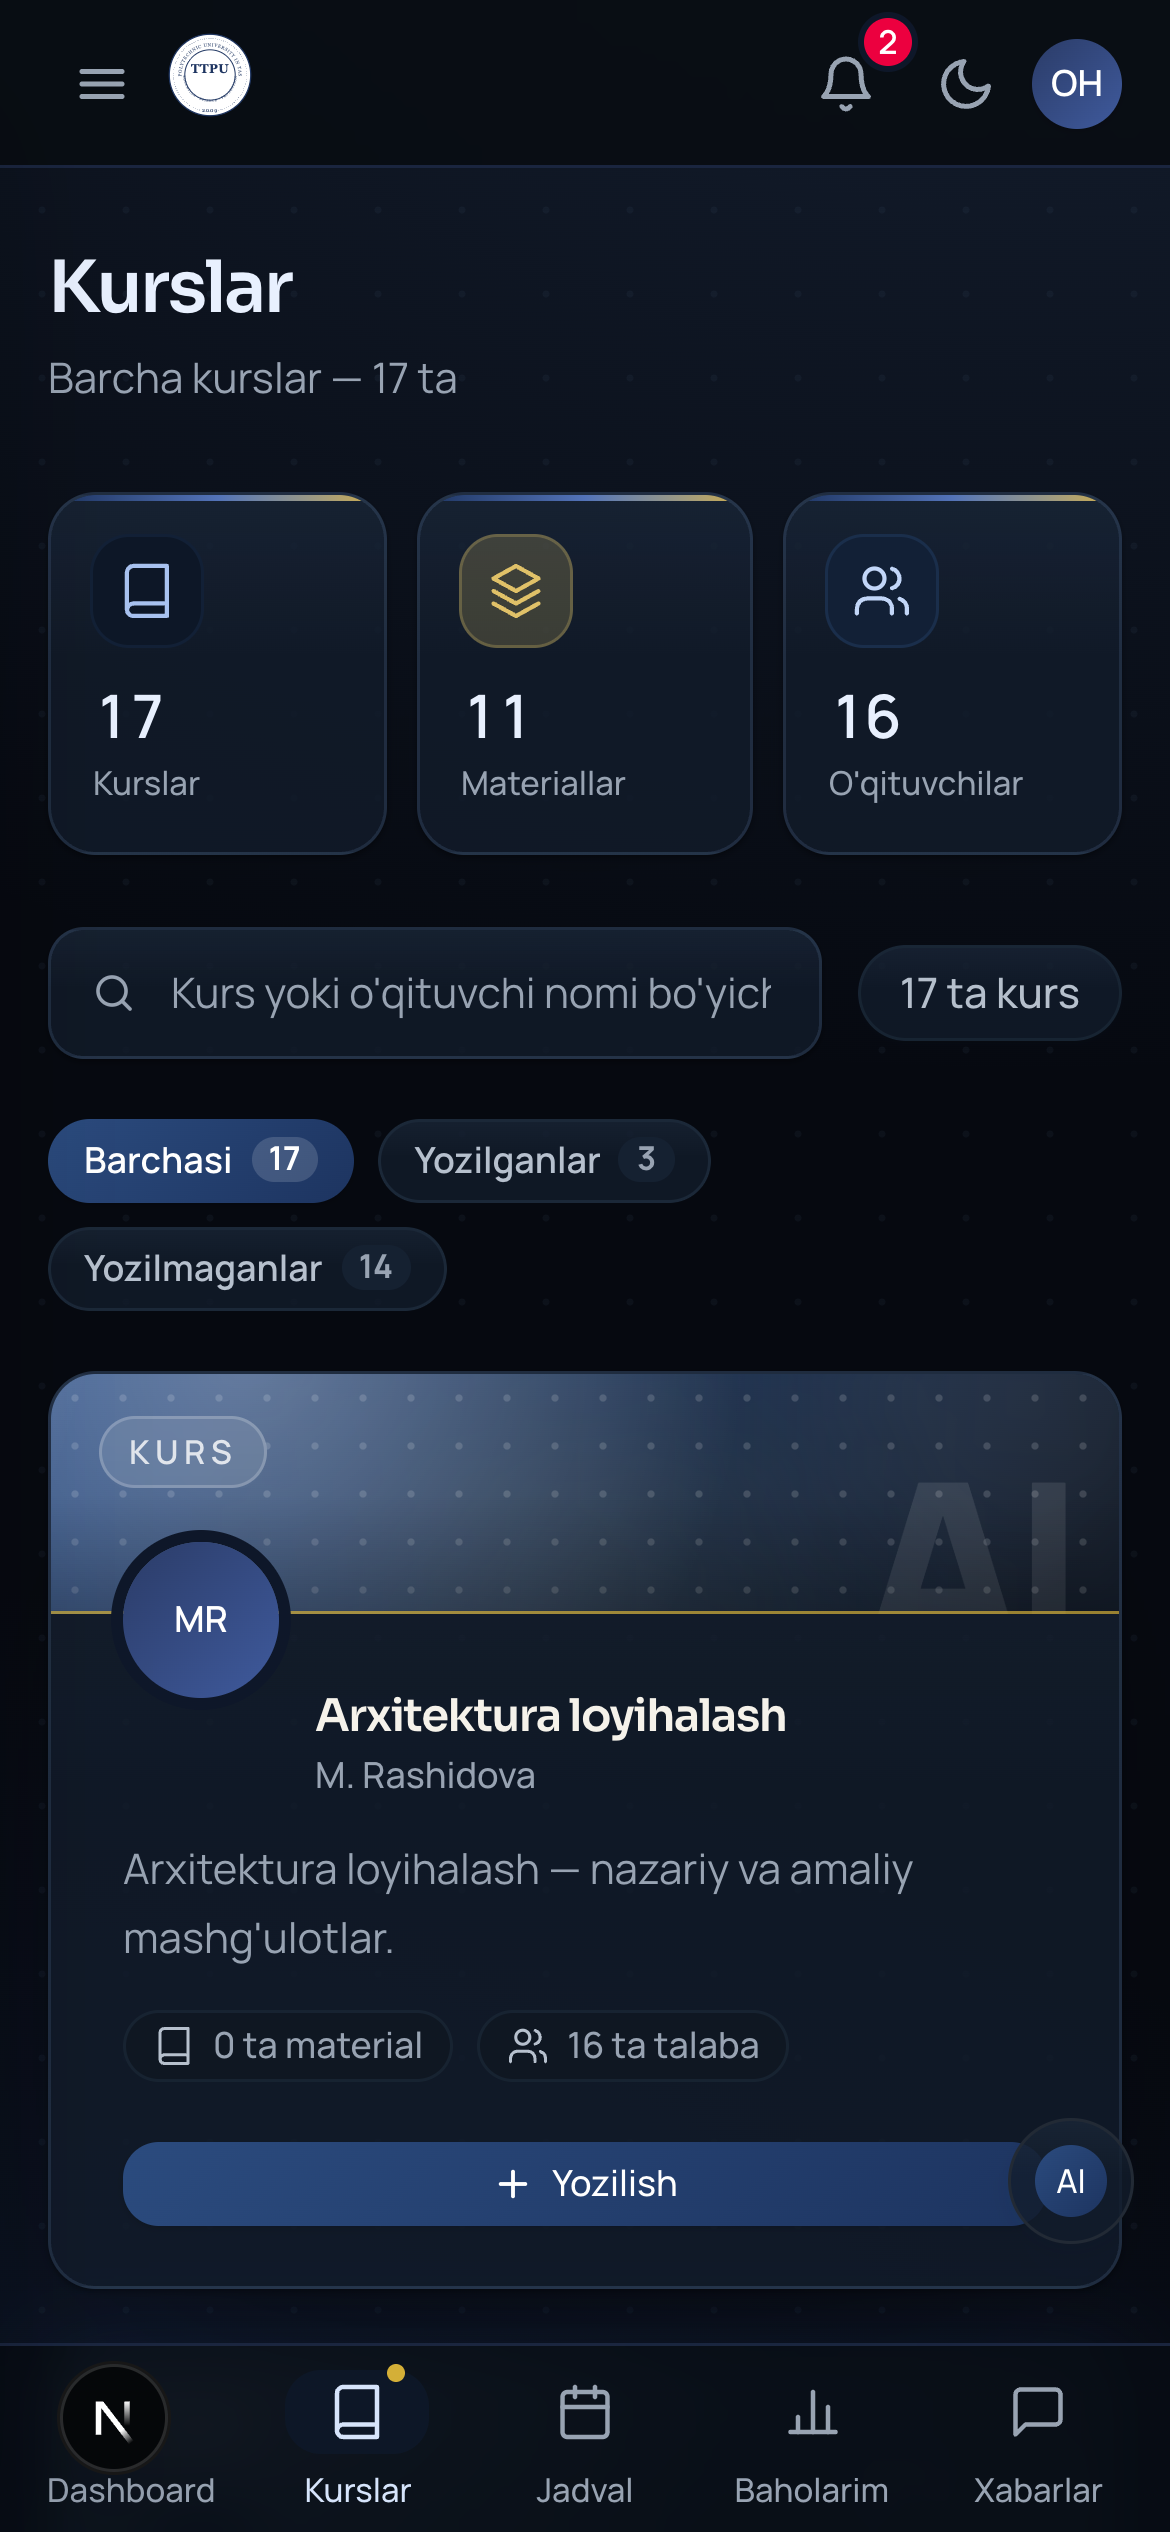 TTPU
2
OH
Kurslar
Barcha kurslar — 17 ta
17
Kurslar
11
Materiallar
16
O'qituvchilar
Kurs yoki o'qituvchi nomi bo'yich
17 ta kurs
Barchasi 17
Yozilganlar 3
Yozilmaganlar 14
KURS
AI
MR
Arxitektura loyihalash
M. Rashidova
Arxitektura loyihalash — nazariy va amaliy
mashg'ulotlar.
0 ta material
16 ta talaba
+ Yozilish
AI
N
Dashboard
Kurslar
Jadval
Baholarim
Xabarlar